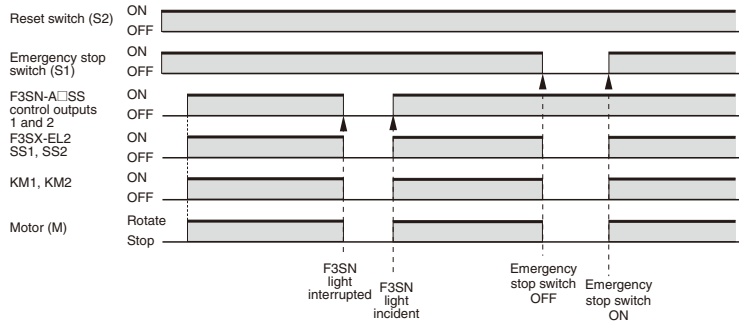 Reset switch (S2)
ON
OFF
Emergency stop
switch (S1)
ON
OFF
F3SN-A□SS
control outputs
1 and 2
ON
OFF
F3SX-EL2
SS1, SS2
ON
OFF
KM1, KM2
ON
OFF
Motor (M)
Rotate
Stop
F3SN
light
interrupted
F3SN
light
incident
Emergency
stop switch
OFF
Emergency
stop switch
ON